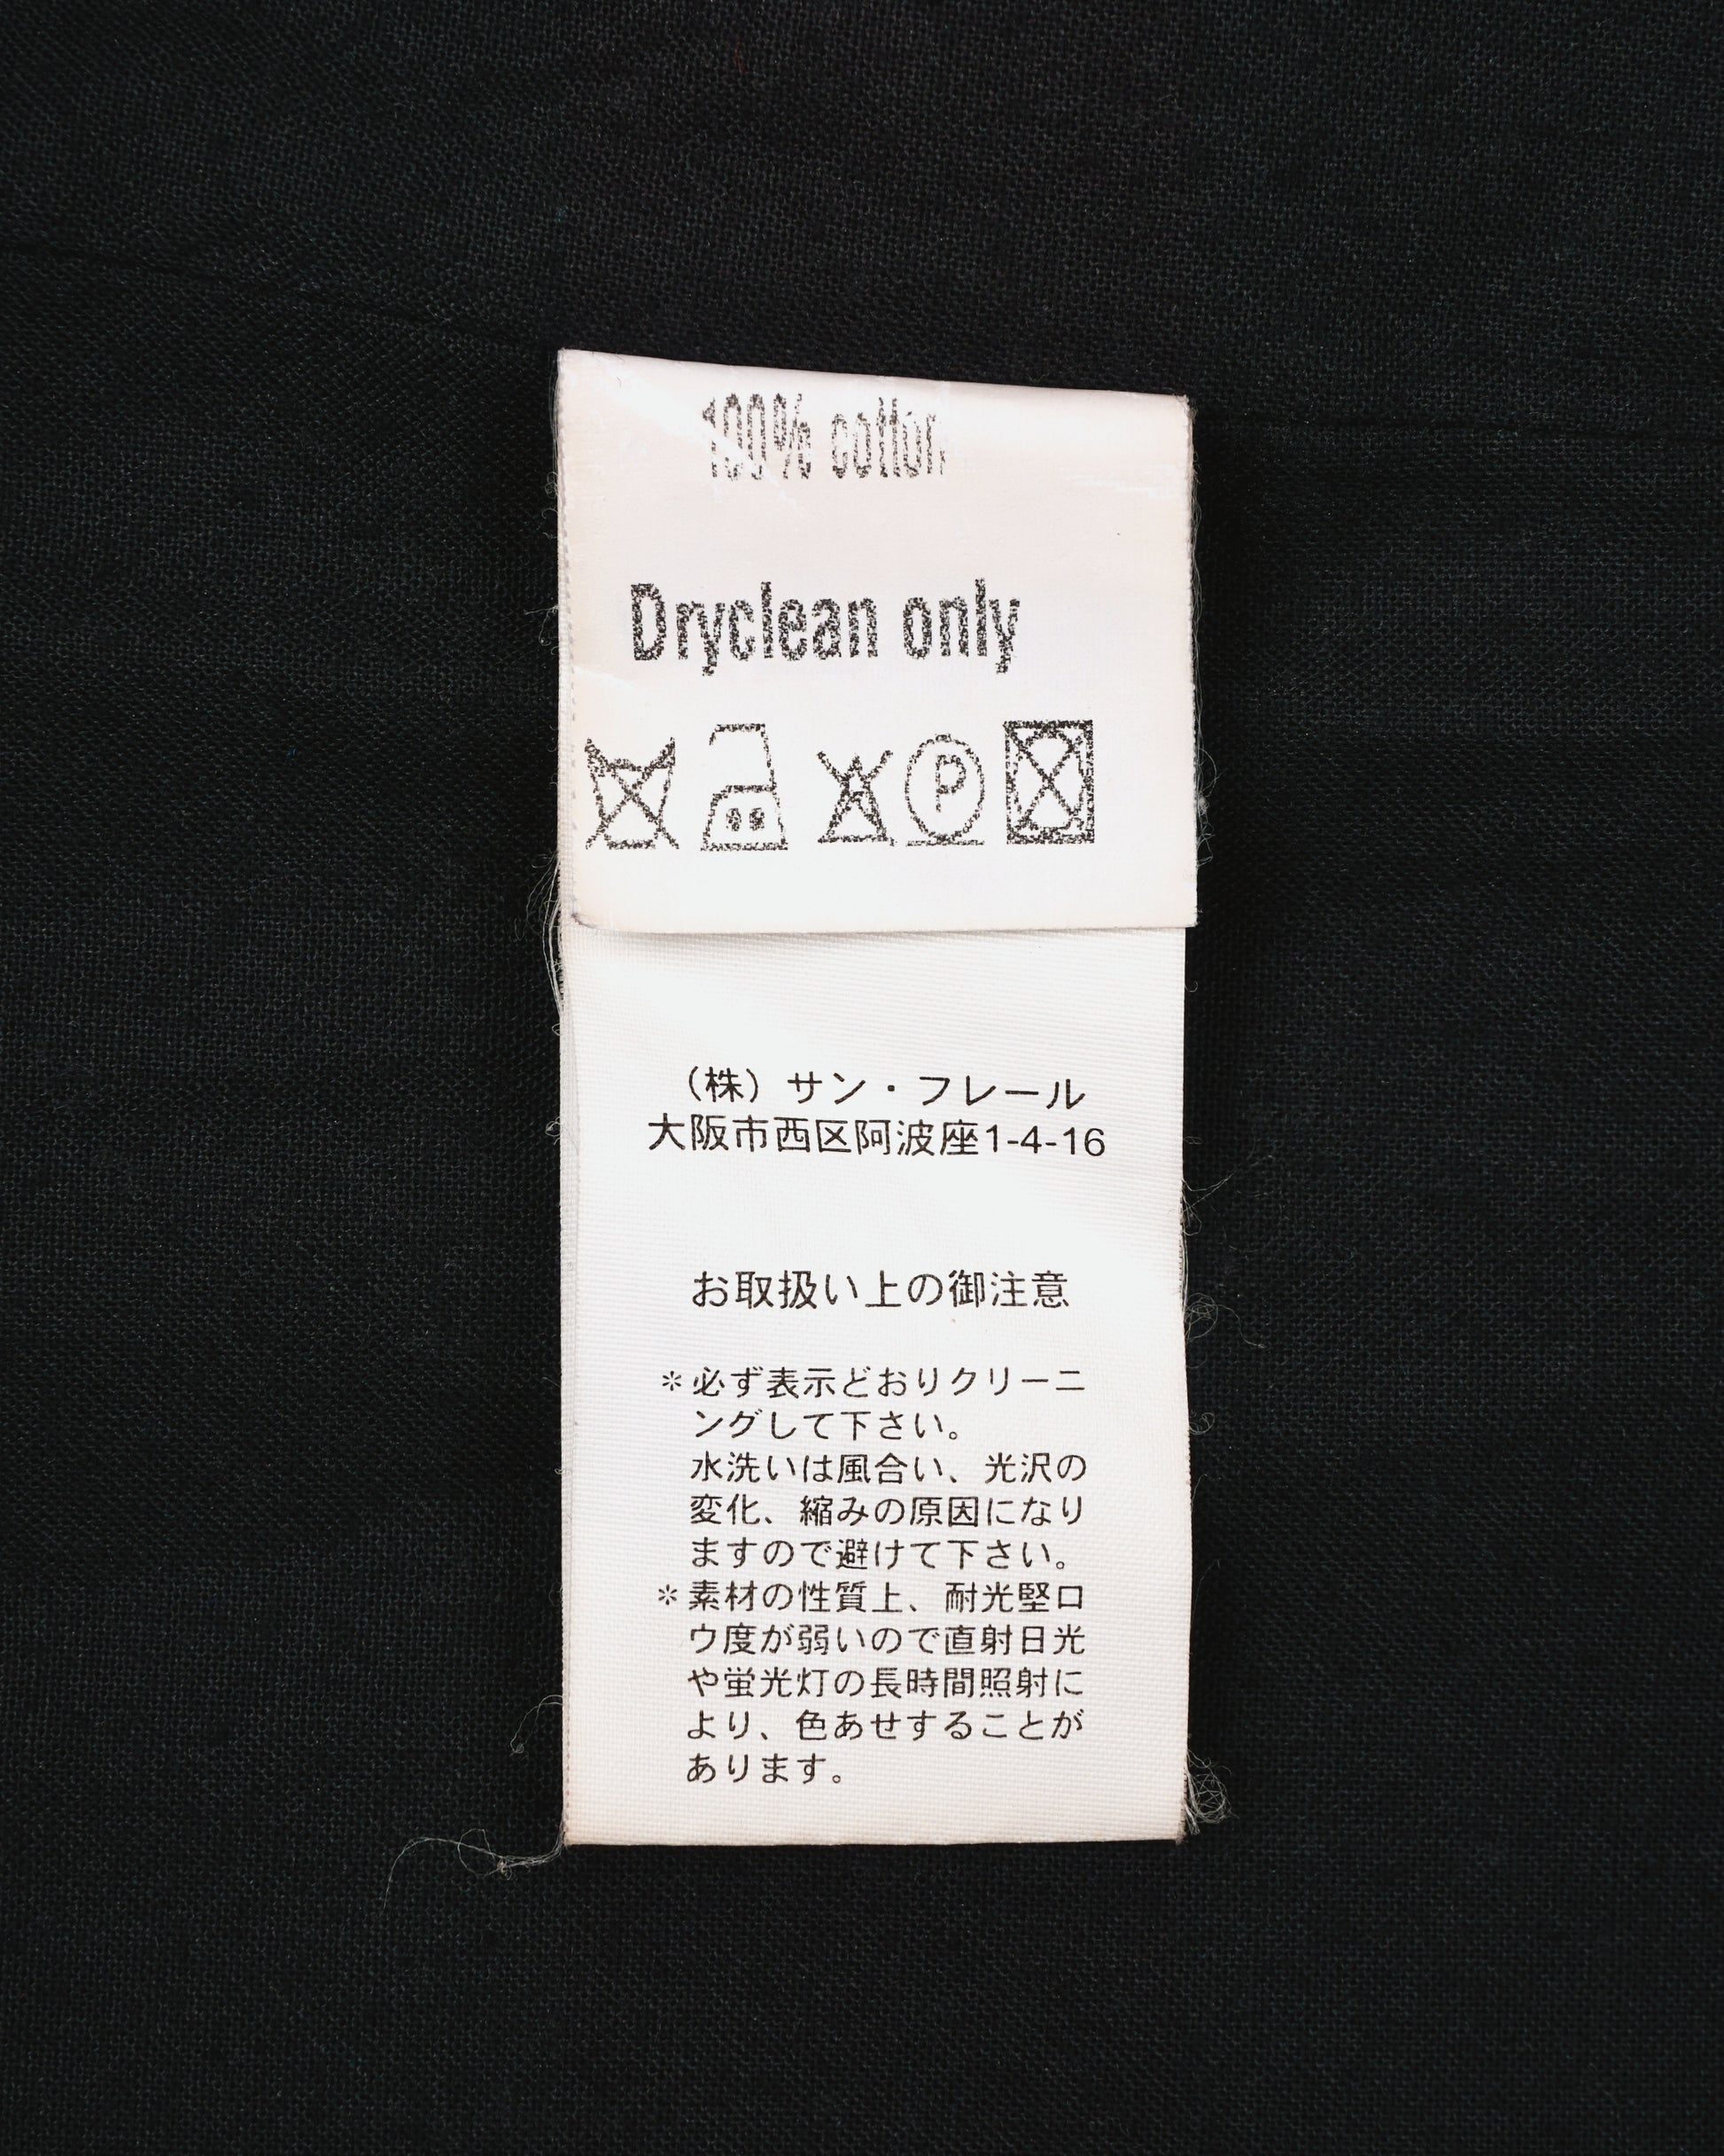 100% cotton
Dryclean only
P
（株）サン・フレール
大阪市西区阿波座1-4-16
お取扱い上の御注意
＊必ず表示どおりクリーニ
ングして下さい。
水洗いは風合い、光沢の
変化、縮みの原因になり
ますので避けて下さい。
＊素材の性質上、耐光堅ロ
ウ度が弱いので直射日光
や蛍光灯の長時間照射に
より、色あせすることが
あります。